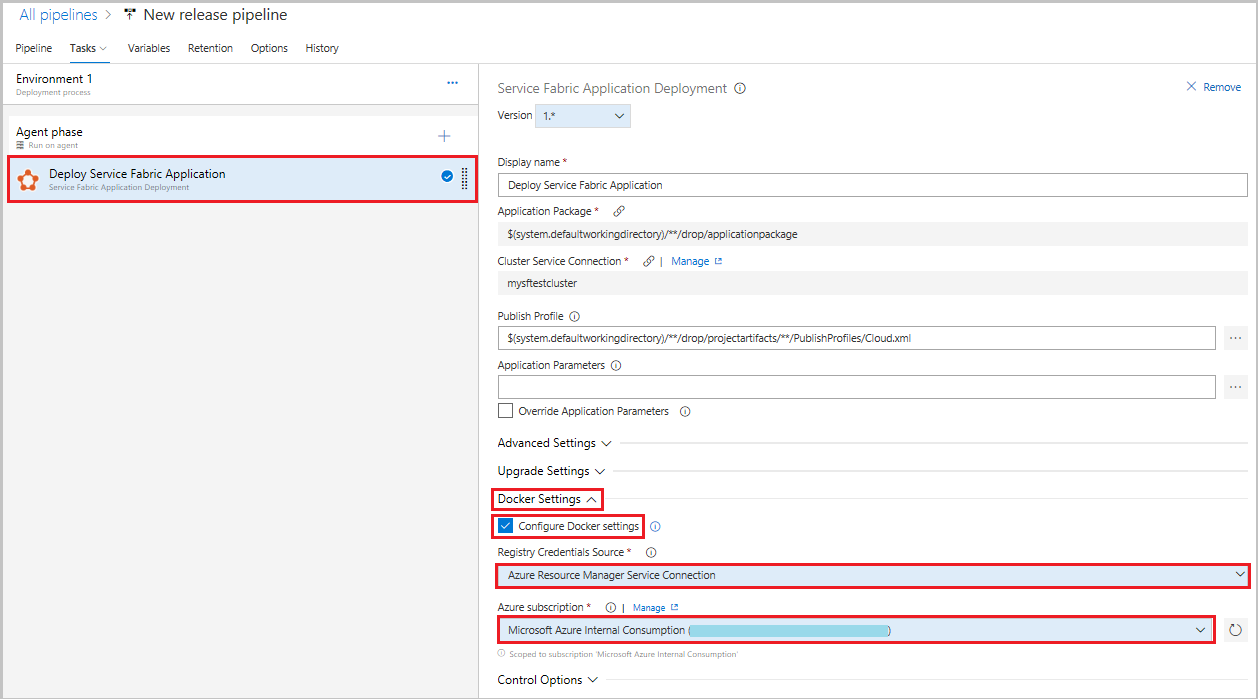 All pipelines > New release pipeline
Pipeline Tasks Variables Retention Options History
Environment 1 ...
Deployment process
Agent phase
Run on agent
Deploy Service Fabric Application
Service Fabric Application Deployment
Service Fabric Application Deployment
Remove
Version 1.*
Display name *
Deploy Service Fabric Application
Application Package *
$(system.defaultworkingdirectory)/**/drop/applicationpackage
Cluster Service Connection * | Manage
mysftestcluster
Publish Profile
$(system.defaultworkingdirectory)/**/drop/projectartifacts/**/PublishProfiles/Cloud.xml ...
Application Parameters
...
Override Application Parameters
Advanced Settings
Upgrade Settings
Docker Settings
Configure Docker settings
Registry Credentials Source *
Azure Resource Manager Service Connection
Azure subscription * | Manage
Microsoft Azure Internal Consumption ( )
Scoped to subscription 'Microsoft Azure Internal Consumption'
Control Options